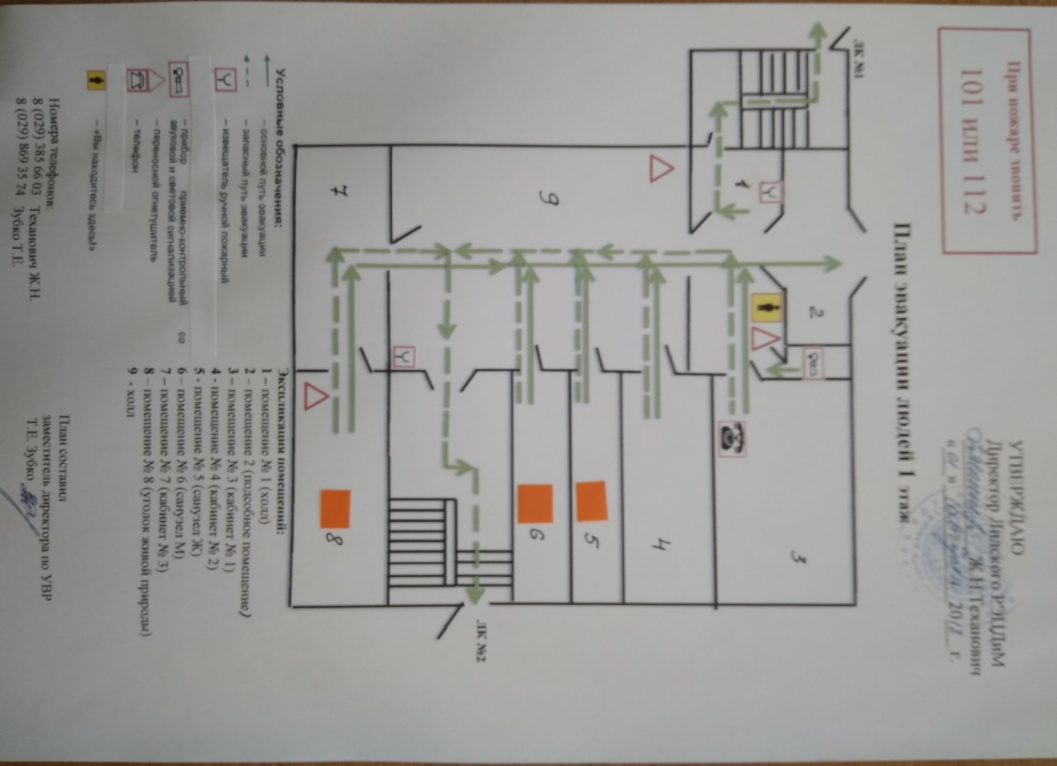 При пожаре звонить
101 или 112
УТВЕРЖДАЮ
Директор Лидского РЭЦДиМ
Ж.Н.Теханович
« 01 » 2018 г.
План эвакуации людей 1 этаж
ЛК №1
1
2
3
4
5
6
7
8
9
ЛК №2
Условные обозначения:
– основной путь эвакуации
– запасный путь эвакуации
– извещатель ручной пожарный
– прибор приемно-контрольный со
звуковой и световой сигнализацией
– переносной огнетушитель
– телефон
– «Вы находитесь здесь!»
Номера телефонов:
8 (029) 385 66 03 Теханович Ж.Н.
8 (029) 869 35 74 Зубко Т.Е.
Экспликация помещений:
1 – помещение № 1 (холл)
2 – помещение 2 (подсобное помещение)
3 – помещение № 3 (кабинет № 1)
4 - помещение № 4 (кабинет № 2)
5 - помещение № 5 (санузел Ж)
6 – помещение № 6 (санузел М)
7 – помещение № 7 (кабинет № 3)
8 – помещение № 8 (уголок живой природы)
9 - холл
План составил
заместитель директора по УВР
Т.Е. Зубко